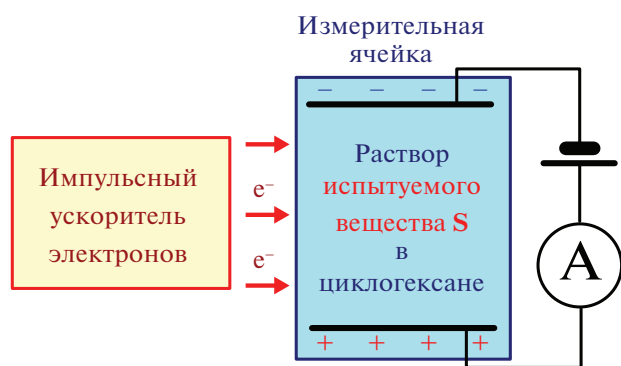 Измерительная
ячейка
− − − −
Импульсный
ускоритель
электронов
e⁻
e⁻
Раствор
испытуемого
вещества S
в
циклогексане
+ + + +
A